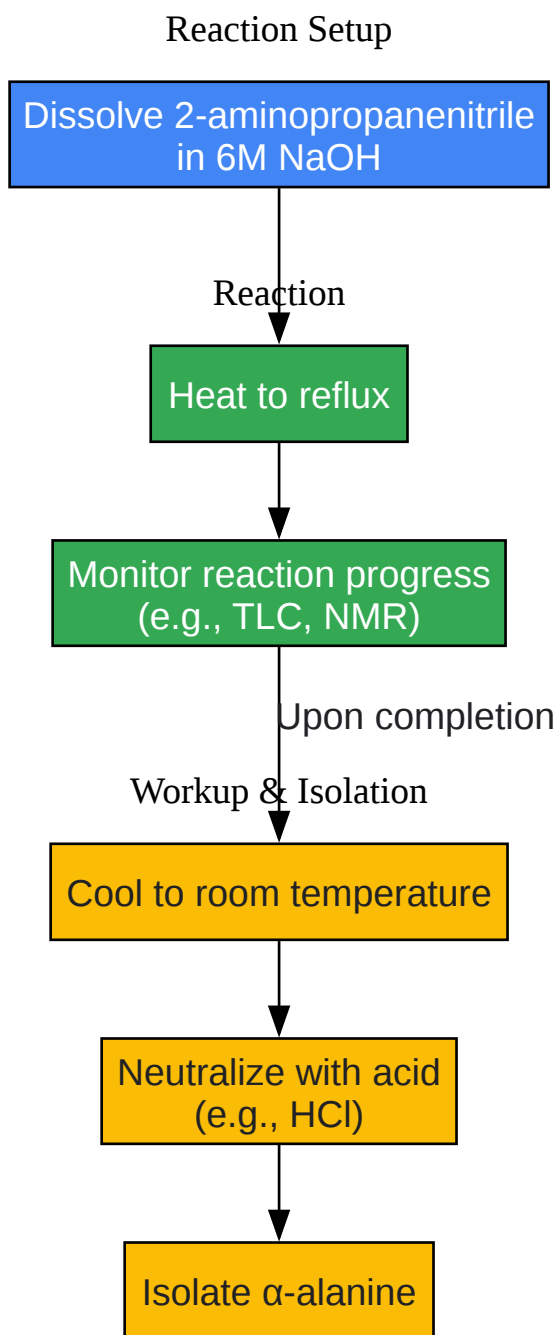 Reaction Setup
Dissolve 2-aminopropanenitrile
in 6M NaOH
Reaction
Heat to reflux
Monitor reaction progress
(e.g., TLC, NMR)
Upon completion
Workup & Isolation
Cool to room temperature
Neutralize with acid
(e.g., HCl)
Isolate α-alanine